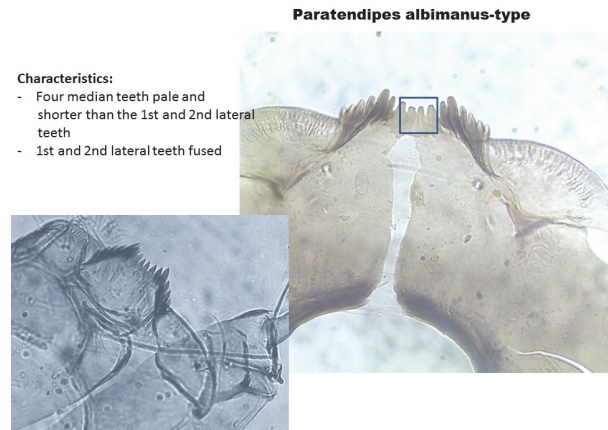 Paratendipes albimanus-type
Characteristics:
- Four median teeth pale and
shorter than the 1st and 2nd lateral
teeth
- 1st and 2nd lateral teeth fused